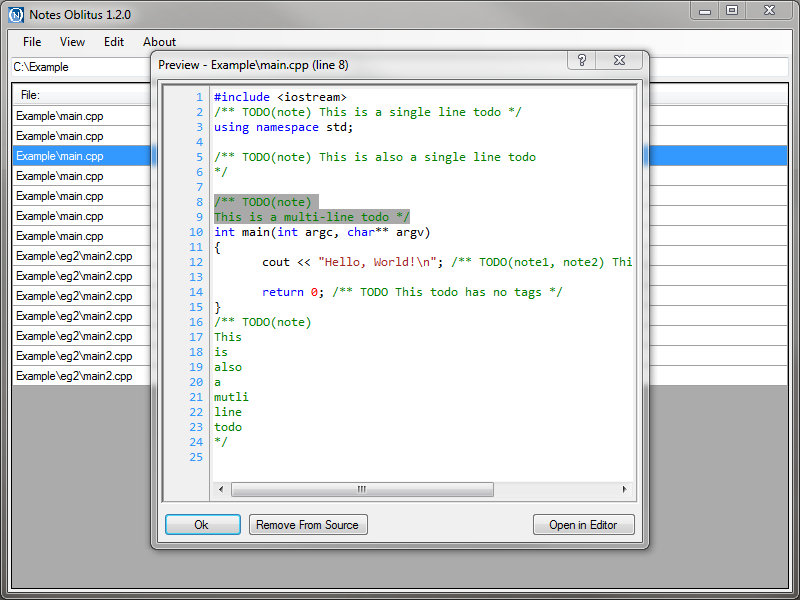 Notes Oblitus 1.2.0
File View Edit About
C:\Example
File:
Example\main.cpp
Example\main.cpp
Example\main.cpp
Example\main.cpp
Example\main.cpp
Example\main.cpp
Example\main.cpp
Example\eg2\main2.cpp
Example\eg2\main2.cpp
Example\eg2\main2.cpp
Example\eg2\main2.cpp
Example\eg2\main2.cpp
Example\eg2\main2.cpp
Example\eg2\main2.cpp
Preview - Example\main.cpp (line 8)
?
1 #include <iostream>
2 /** TODO(note) This is a single line todo */
3 using namespace std;
4
5 /** TODO(note) This is also a single line todo
6 */
7
8 /** TODO(note)
9 This is a multi-line todo */
10 int main(int argc, char** argv)
11 {
12 cout << "Hello, World!\n"; /** TODO(note1, note2) Thi
13
14 return 0; /** TODO This todo has no tags */
15 }
16 /** TODO(note)
17 This
18 is
19 also
20 a
21 mutli
22 line
23 todo
24 */
25
Ok Remove From Source Open in Editor